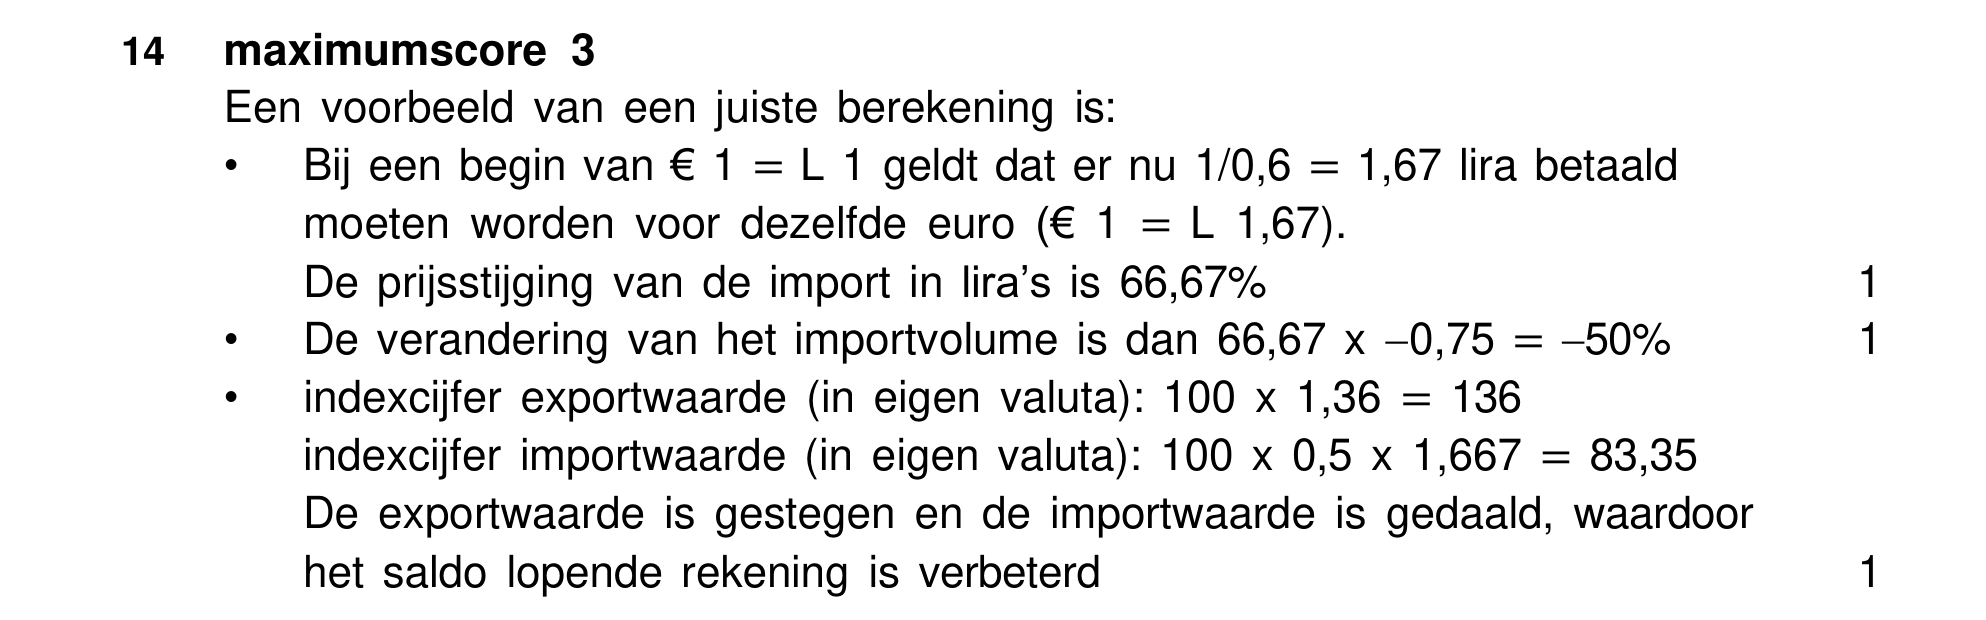 14 maximumscore 3
Een voorbeeld van een juiste berekening is:
• Bij een begin van € 1 = L 1 geldt dat er nu 1/0,6 = 1,67 lira betaald
moeten worden voor dezelfde euro (€ 1 = L 1,67).
De prijsstijging van de import in lira’s is 66,67% 1
• De verandering van het importvolume is dan 66,67 x –0,75 = –50% 1
• indexcijfer exportwaarde (in eigen valuta): 100 x 1,36 = 136
indexcijfer importwaarde (in eigen valuta): 100 x 0,5 x 1,667 = 83,35
De exportwaarde is gestegen en de importwaarde is gedaald, waardoor
het saldo lopende rekening is verbeterd 1